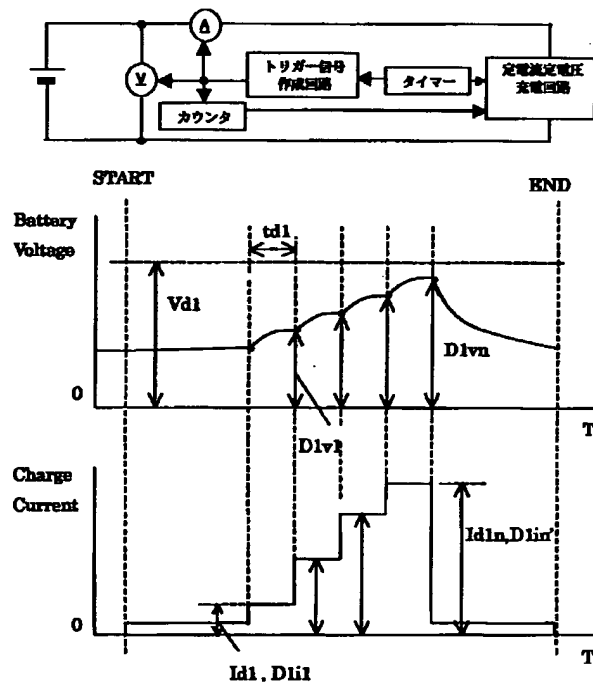 A
V
トリガー信号
作成回路
タイマー
定電流定電圧
充電回路
カウンタ
START
END
Battery
Voltage
td1
Vd1
D1vn
0
T
D1v1
Charge
Current
Id1n,D1in'
0
T
Id1 , D1i1